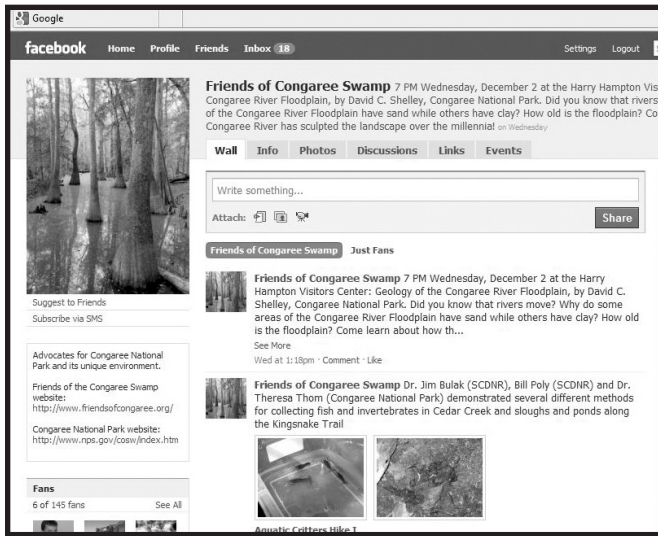 Google
facebook Home Profile Friends Inbox 18 Settings Logout
Friends of Congaree Swamp 7 PM Wednesday, December 2 at the Harry Hampton Vis
Congaree River Floodplain, by David C. Shelley, Congaree National Park. Did you know that rivers
of the Congaree River Floodplain have sand while others have clay? How old is the floodplain? Co
Congaree River has sculpted the landscape over the millennia! on Wednesday
Wall Info Photos Discussions Links Events
Write something...
Attach: Share
Friends of Congaree Swamp Just Fans
Friends of Congaree Swamp 7 PM Wednesday, December 2 at the Harry
Hampton Visitors Center: Geology of the Congaree River Floodplain, by David C.
Shelley, Congaree National Park. Did you know that rivers move? Why do some
areas of the Congaree River Floodplain have sand while others have clay? How old
is the floodplain? Come learn about how th...
See More
Wed at 1:18pm · Comment · Like
Friends of Congaree Swamp Dr. Jim Bulak (SCDNR), Bill Poly (SCDNR) and Dr.
Theresa Thom (Congaree National Park) demonstrated several different methods
for collecting fish and invertebrates in Cedar Creek and sloughs and ponds along
the Kingsnake Trail
Aquatic Critters Hike I
Suggest to Friends
Subscribe via SMS
Advocates for Congaree National
Park and its unique environment.
Friends of the Congaree Swamp
website:
http://www.friendsofcongaree.org/
Congaree National Park website:
http://www.nps.gov/cosw/index.htm
Fans
6 of 145 fans See All